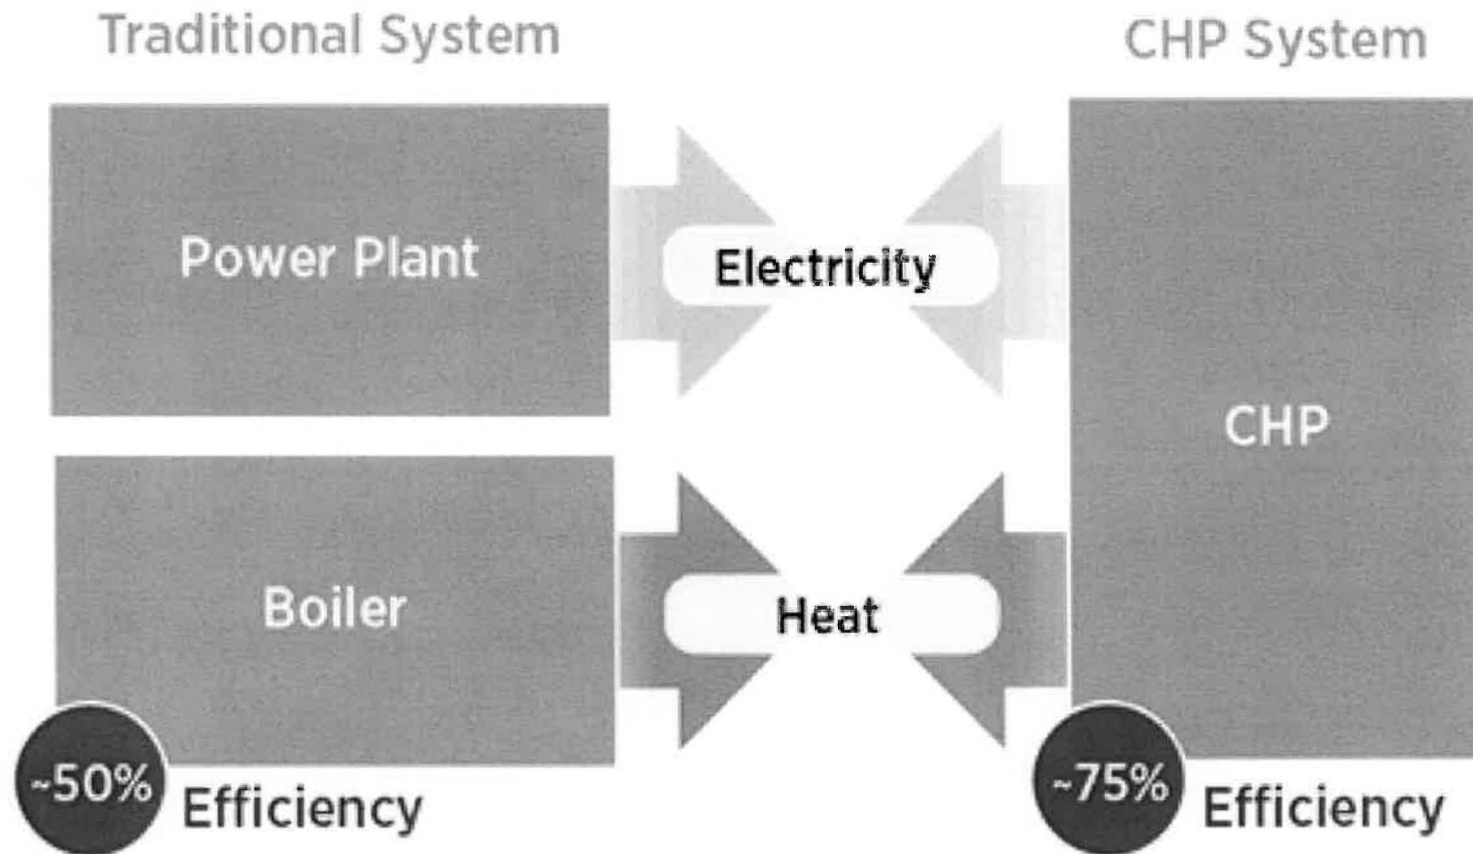 Traditional System
CHP System
Power Plant
Electricity
CHP
Boiler
Heat
~50% Efficiency
~75% Efficiency